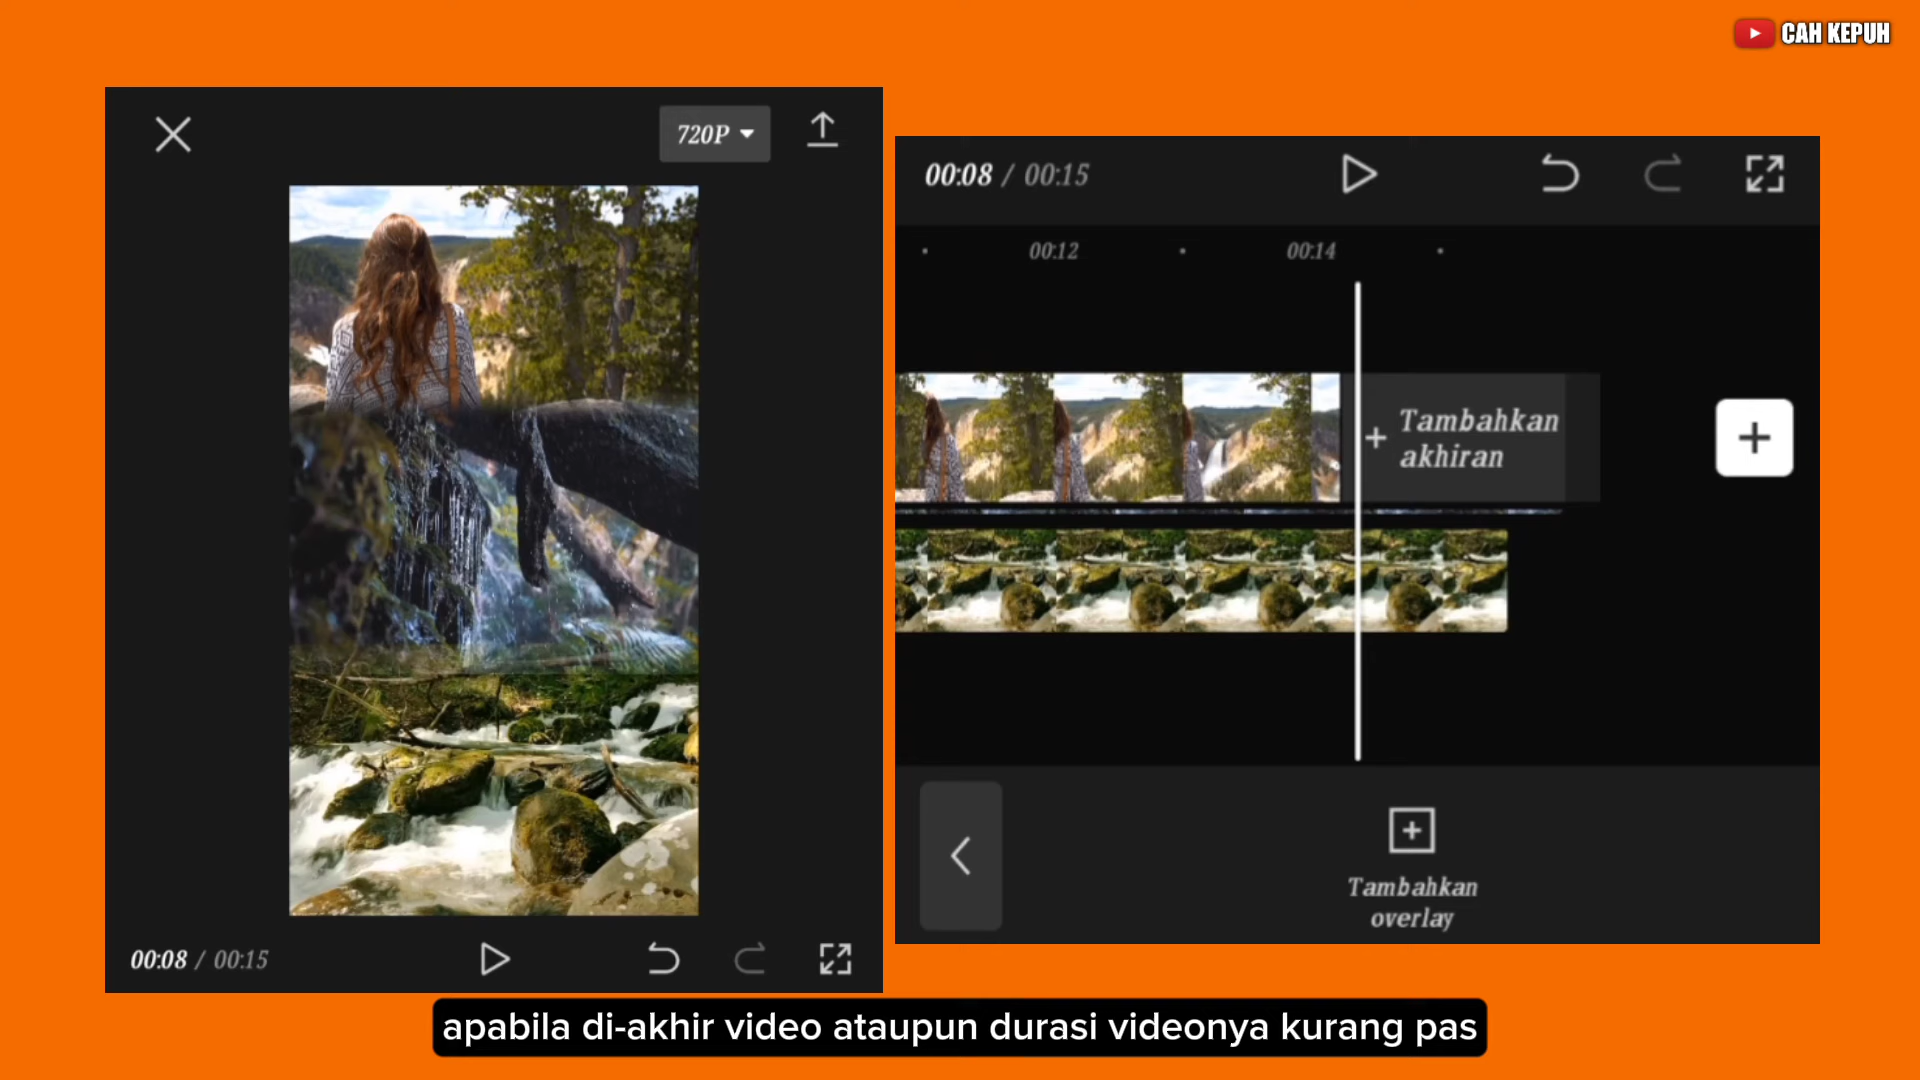 CAH KEPUH
720P
00:08 / 00:15
00:12
00:14
+ Tambahkan
akhiran
Tambahkan
overlay
00:08 / 00:15
apabila di-akhir video ataupun durasi videonya kurang pas